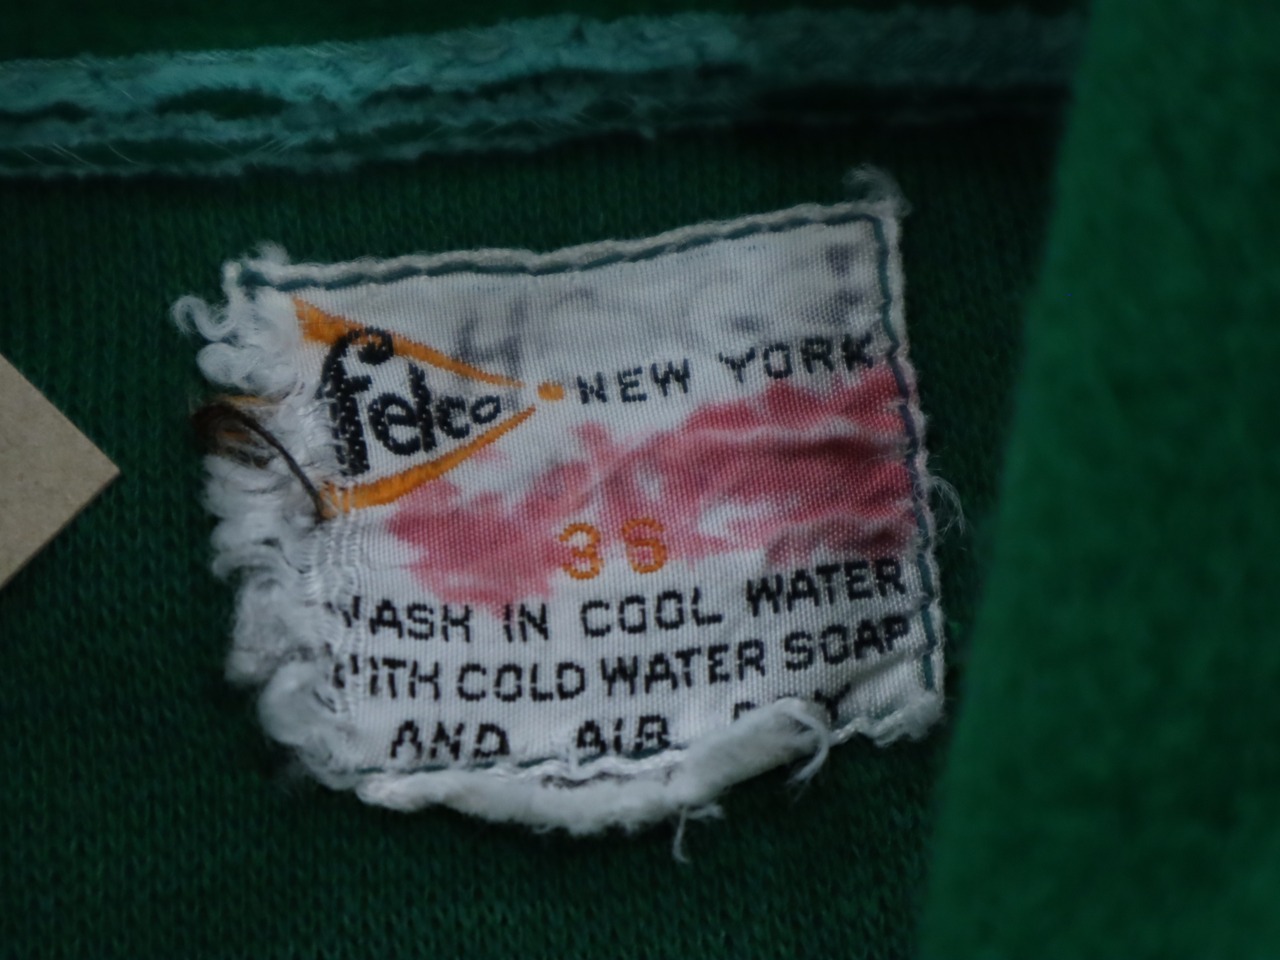 felco • NEW YORK
36
WASH IN COOL WATER
WITH COLD WATER SOAP
AND AIR DRY